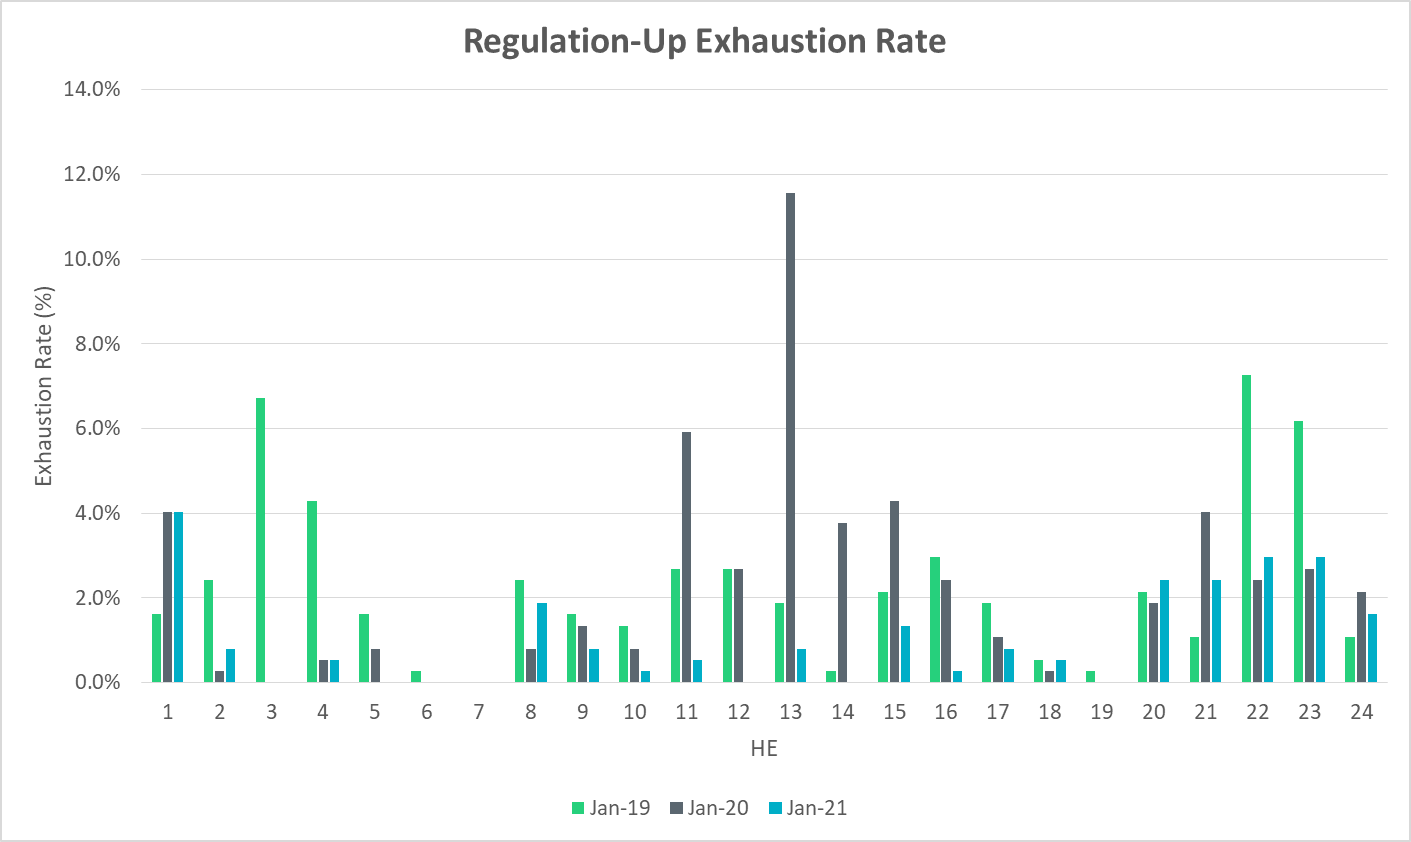 Regulation-Up Exhaustion Rate
14.0%
12.0%
10.0%
8.0%
6.0%
4.0%
2.0%
0.0%
Exhaustion Rate (%)
1 2 3 4 5 6 7 8 9 10 11 12 13 14 15 16 17 18 19 20 21 22 23 24
HE
Jan-19 Jan-20 Jan-21